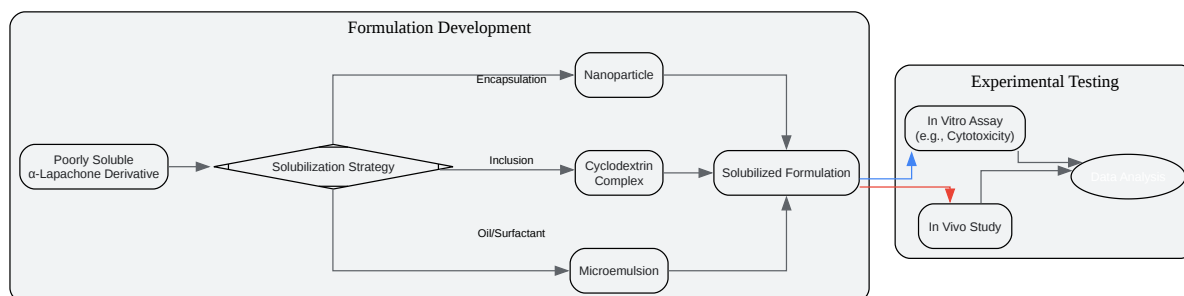 Formulation Development
Encapsulation
Nanoparticle
Poorly Soluble
α-Lapachone Derivative
Solubilization Strategy
Inclusion
Cyclodextrin
Complex
Solubilized Formulation
Oil/Surfactant
Microemulsion
Experimental Testing
In Vitro Assay
(e.g., Cytotoxicity)
Data Analysis
In Vivo Study